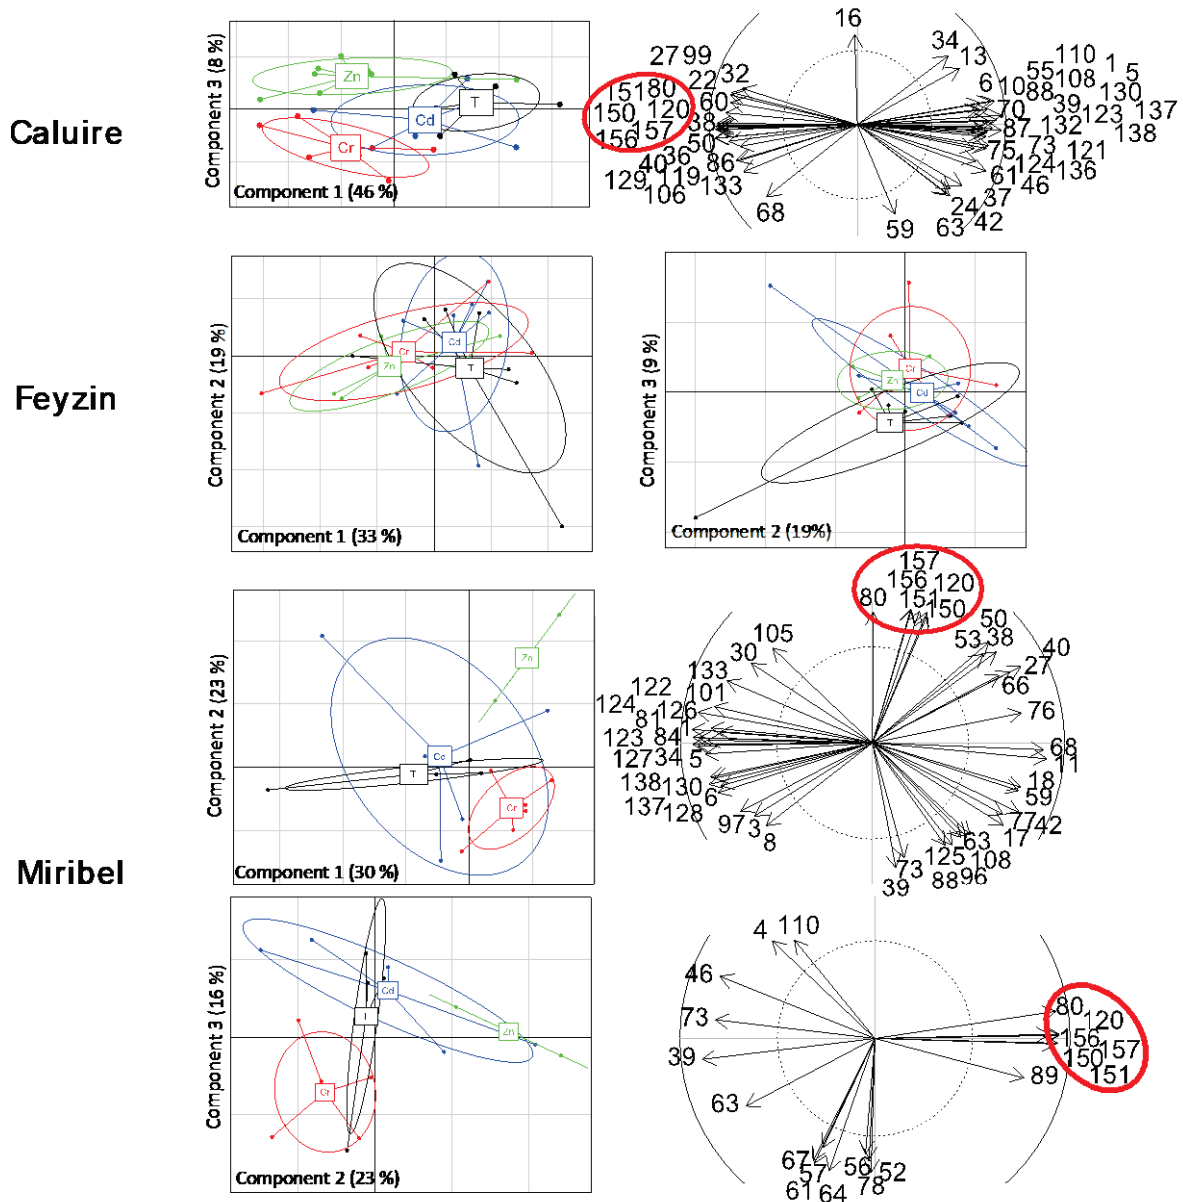 Caluire
Component 3 (8 %)
Zn
T
Cd
Cr
Component 1 (46 %)
16
34
13
27 99
22 32
110 1 5
55 108 130
6 10 88 39 123 137
151 80
60
70
150 120
38
87 132 138
156 157
50
75 73 121
40 36 86
124 136
129 119 133
61 46
106
37
68
24
59 63 42
Feyzin
Component 2 (19 %)
Cr
Cd
Zn
T
Component 1 (33 %)
Component 3 (9 %)
Zn
Cr
Cd
T
Component 2 (19%)
Miribel
Component 2 (23 %)
Zn
Cc
T
Cr
Component 1 (30 %)
157
156 120
80 151 150
50
105
53 38
40
30
27
133
66
122 101
124 126
76
81 1
123 84
68
127 34 5
11
138 130
18
137 6
59
128
97 3
77 42
8
63 17
125 108
73
39 88 96
Component 3 (16 %)
Cd
Zn
Cr
Component 2 (23 %)
4 110
46
80
73
120
156
39
157
150
89 151
63
67
57 56 52
61 64 78